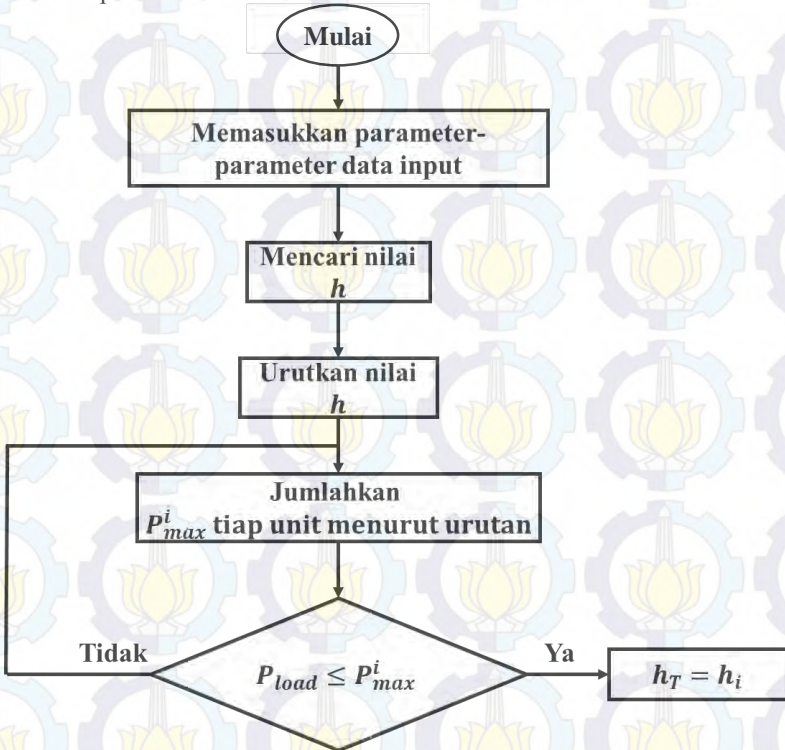 Mulai
Memasukkan parameter-
parameter data input
Mencari nilai
h
Urutkan nilai
h
Jumlahkan
P^i_max tiap unit menurut urutan
Tidak
P_load ≤ P^i_max
Ya
h_T = h_i